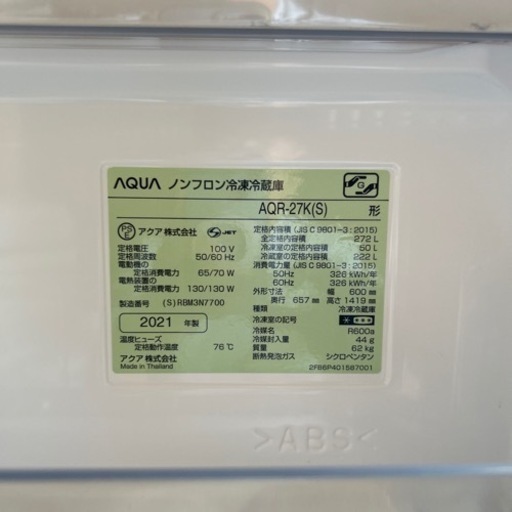 AQUA ノンフロン冷凍冷蔵庫
G
AQR-27K(S) 形
PS E アクア株式会社 JET
定格電圧 100 V
定格周波数 50/60 Hz
電動機の
定格消費電力 65/70 W
電熱装置の
定格消費電力 130/130 W
製造番号 (S)R8M3N7700
2021 年製
温度ヒューズ
定格動作温度 76℃
アクア株式会社
Made in Thailand
定格内容積 (JIS C 9801-3 : 2015)
全定格内容積 272 L
冷凍室の定格内容積 50 L
冷蔵室の定格内容積 222 L
消費電力量 (JIS C 9801-3 : 2015)
50Hz 326 kWh/年
60Hz 326 kWh/年
外形寸法 幅 600 mm
奥行 657 mm 高さ 1419 mm
種類 冷凍冷蔵庫
冷凍室の記号
冷媒名 R600a
冷媒封入量 44 g
質量 62 kg
断熱発泡ガス シクロペンタン
2FB6P401587001
>ABS<